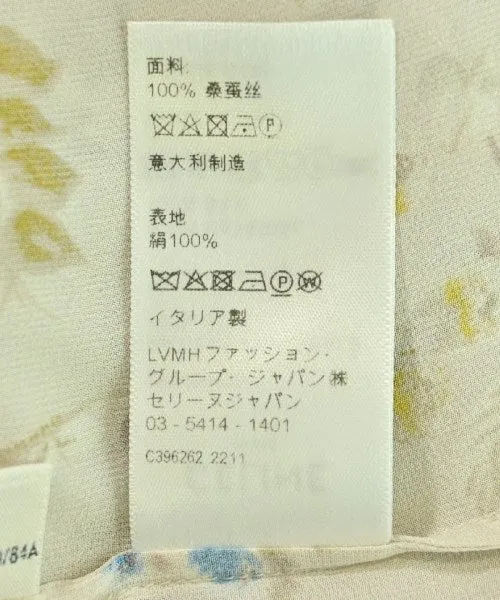 面料:
100% 桑蚕丝
意大利制造
表地
絹100%
イタリア製
LVMHファッション・
グループ・ジャパン㈱
セリーヌジャパン
03 - 5414 - 1401
C396262 2211
/84A